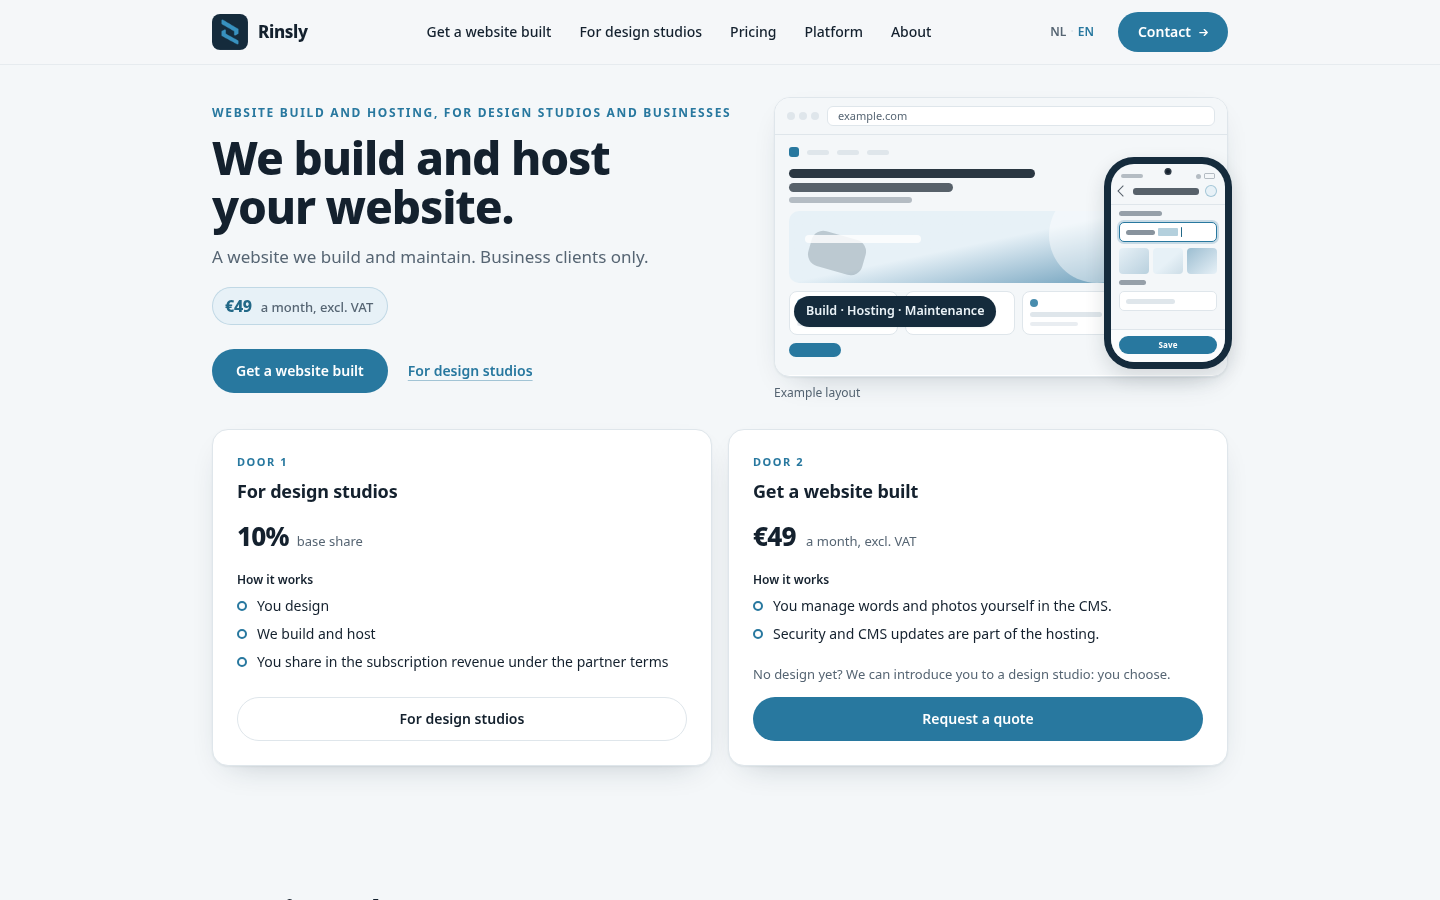 Rinsly
Get a website built
For design studios
Pricing
Platform
About
NL · EN
Contact →
WEBSITE BUILD AND HOSTING, FOR DESIGN STUDIOS AND BUSINESSES
We build and host
your website.
A website we build and maintain. Business clients only.
€49 a month, excl. VAT
Get a website built
For design studios
example.com
Build · Hosting · Maintenance
Save
Example layout
DOOR 1
For design studios
10% base share
How it works
You design
We build and host
You share in the subscription revenue under the partner terms
For design studios
DOOR 2
Get a website built
€49 a month, excl. VAT
How it works
You manage words and photos yourself in the CMS.
Security and CMS updates are part of the hosting.
No design yet? We can introduce you to a design studio: you choose.
Request a quote